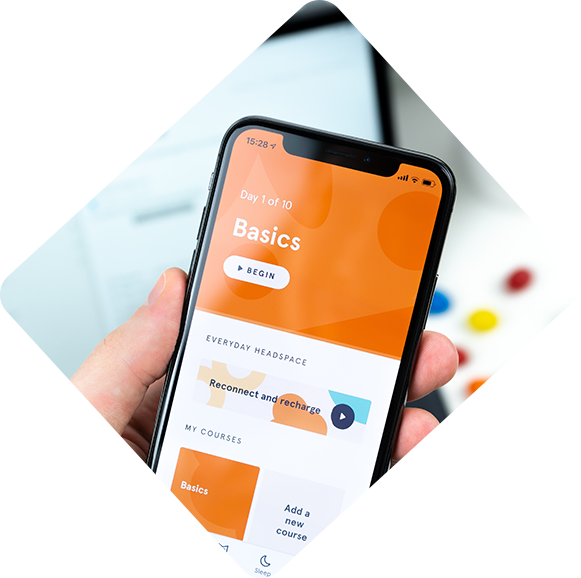 15:28
Day 1 of 10
Basics
BEGIN
EVERYDAY HEADSPACE
Reconnect and recharge
MY COURSES
Basics
Add a
new
course
Sleep